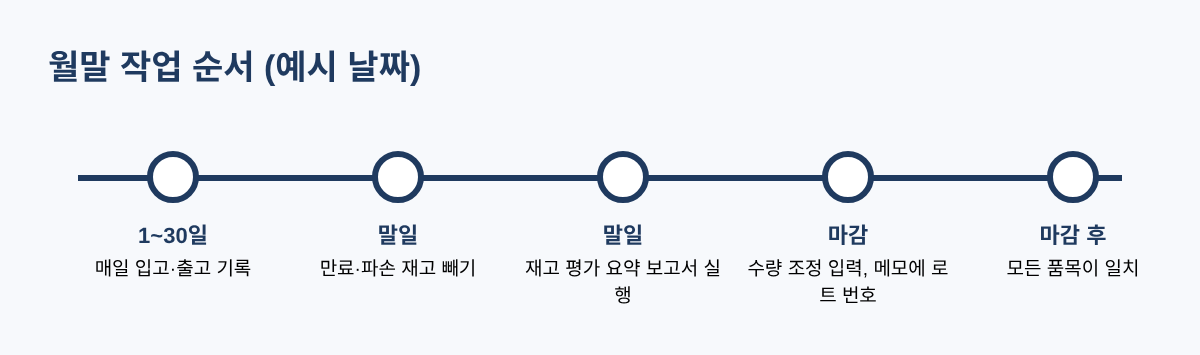 월말 작업 순서 (예시 날짜)
1~30일
매일 입고·출고 기록
말일
만료·파손 재고 빼기
말일
재고 평가 요약 보고서 실
행
마감
수량 조정 입력, 메모에 로
트 번호
마감 후
모든 품목이 일치